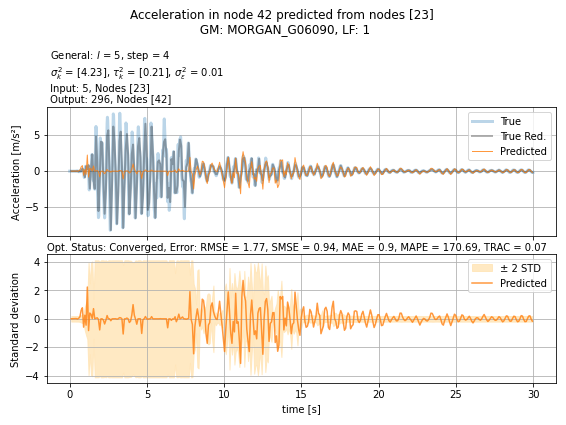 Acceleration in node 42 predicted from nodes [23]
GM: MORGAN_G06090, LF: 1
General: l = 5, step = 4
σ²ₖ = [4.23], τ²ₖ = [0.21], σ²ε = 0.01
Input: 5, Nodes [23]
Output: 296, Nodes [42]
Acceleration [m/s²]
5
0
−5
True
True Red.
Predicted
Opt. Status: Converged, Error: RMSE = 1.77, SMSE = 0.94, MAE = 0.9, MAPE = 170.69, TRAC = 0.07
Standard deviation
4
2
0
−2
−4
± 2 STD
Predicted
0 5 10 15 20 25 30
time [s]